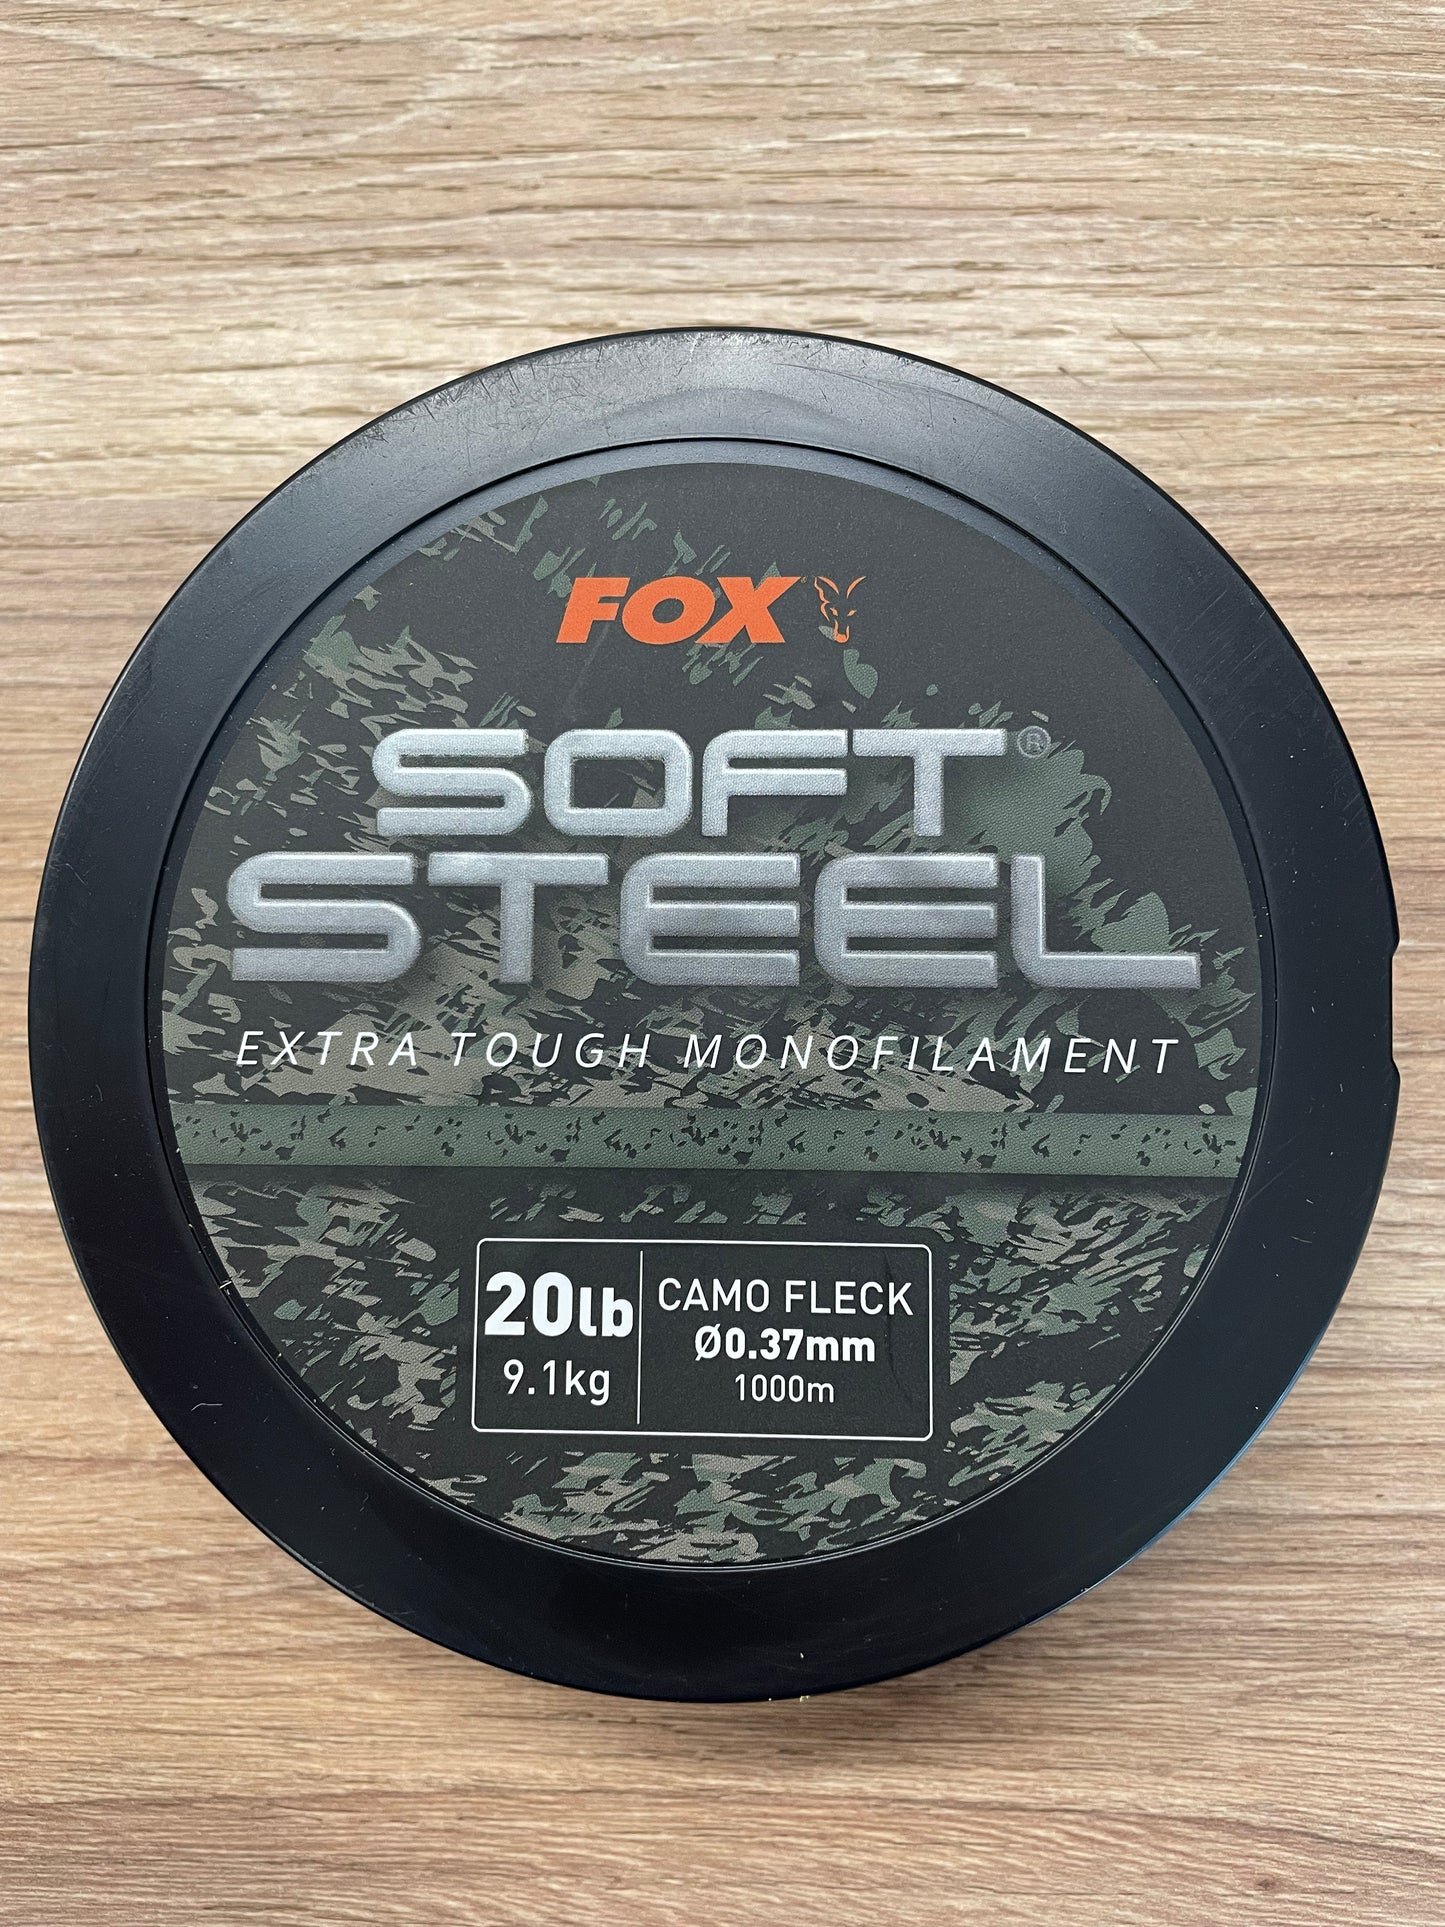 FOX®
SOFT®
STEEL
EXTRA TOUGH MONOFILAMENT
20lb
9.1kg
CAMO FLECK
Ø0.37mm
1000m